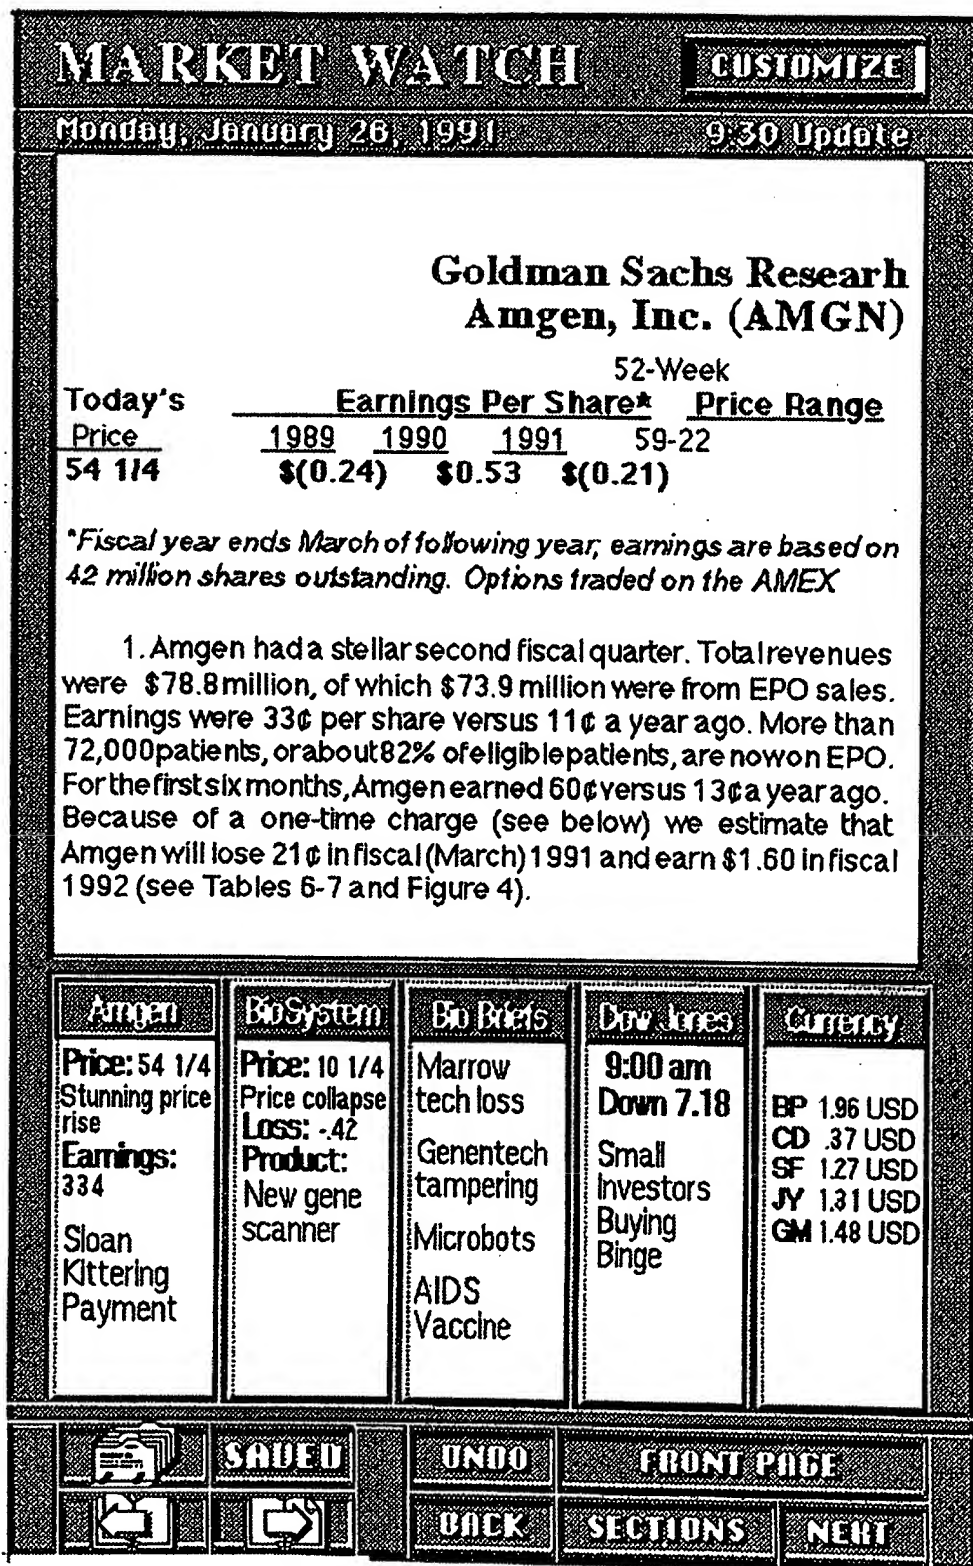 MARKET WATCH
CUSTOMIZE
Monday, January 26, 1991
9:30 Update
Goldman Sachs Researh
Amgen, Inc. (AMGN)
52-Week
Today's Earnings Per Share* Price Range
Price 1989 1990 1991 59-22
54 1/4 $(0.24) $0.53 $(0.21)
*Fiscal year ends March of following year; earnings are based on
42 million shares outstanding. Options traded on the AMEX
1. Amgen had a stellar second fiscal quarter. Total revenues
were $78.8 million, of which $73.9 million were from EPO sales.
Earnings were 33¢ per share versus 11¢ a year ago. More than
72,000 patients, or about 82% of eligible patients, are now on EPO.
For the first six months, Amgen earned 60¢ versus 13¢ a year ago.
Because of a one-time charge (see below) we estimate that
Amgen will lose 21¢ in fiscal (March) 1991 and earn $1.60 in fiscal
1992 (see Tables 6-7 and Figure 4).
Amgen
Price: 54 1/4
Stunning price
rise
Earnings:
334
Sloan
Kittering
Payment
BioSystem
Price: 10 1/4
Price collapse
Loss: -.42
Product:
New gene
scanner
Bio Briefs
Marrow
tech loss
Genentech
tampering
Microbots
AIDS
Vaccine
Dow Jones
9:00 am
Down 7.18
Small
Investors
Buying
Binge
Currency
BP 1.96 USD
CD .37 USD
SF 1.27 USD
JY 1.31 USD
GM 1.48 USD
SAVED
UNDO
FRONT PAGE
BACK
SECTIONS
NEXT